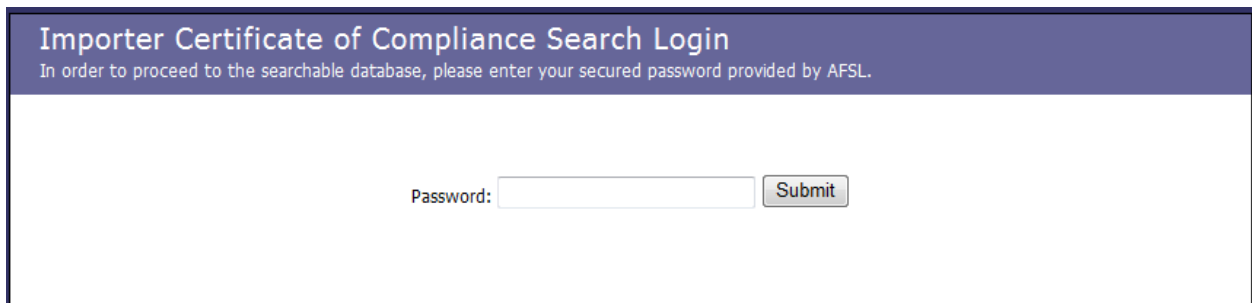 Importer Certificate of Compliance Search Login
In order to proceed to the searchable database, please enter your secured password provided by AFSL.
Password:
Submit